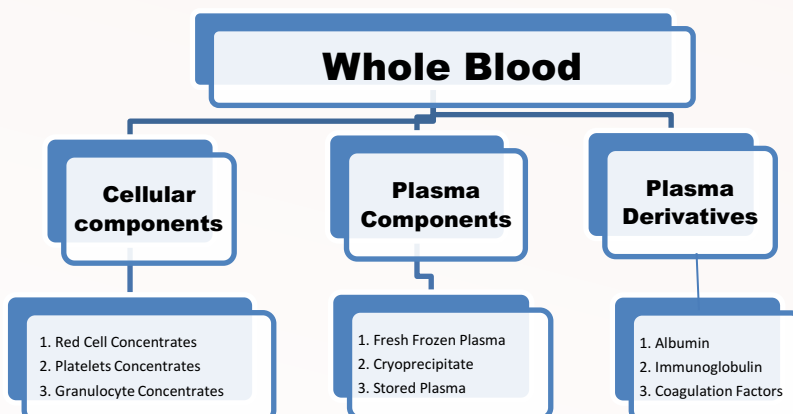 Whole Blood
Cellular
components
Plasma
Components
Plasma
Derivatives
1. Red Cell Concentrates
2. Platelets Concentrates
3. Granulocyte Concentrates
1. Fresh Frozen Plasma
2. Cryoprecipitate
3. Stored Plasma
1. Albumin
2. Immunoglobulin
3. Coagulation Factors